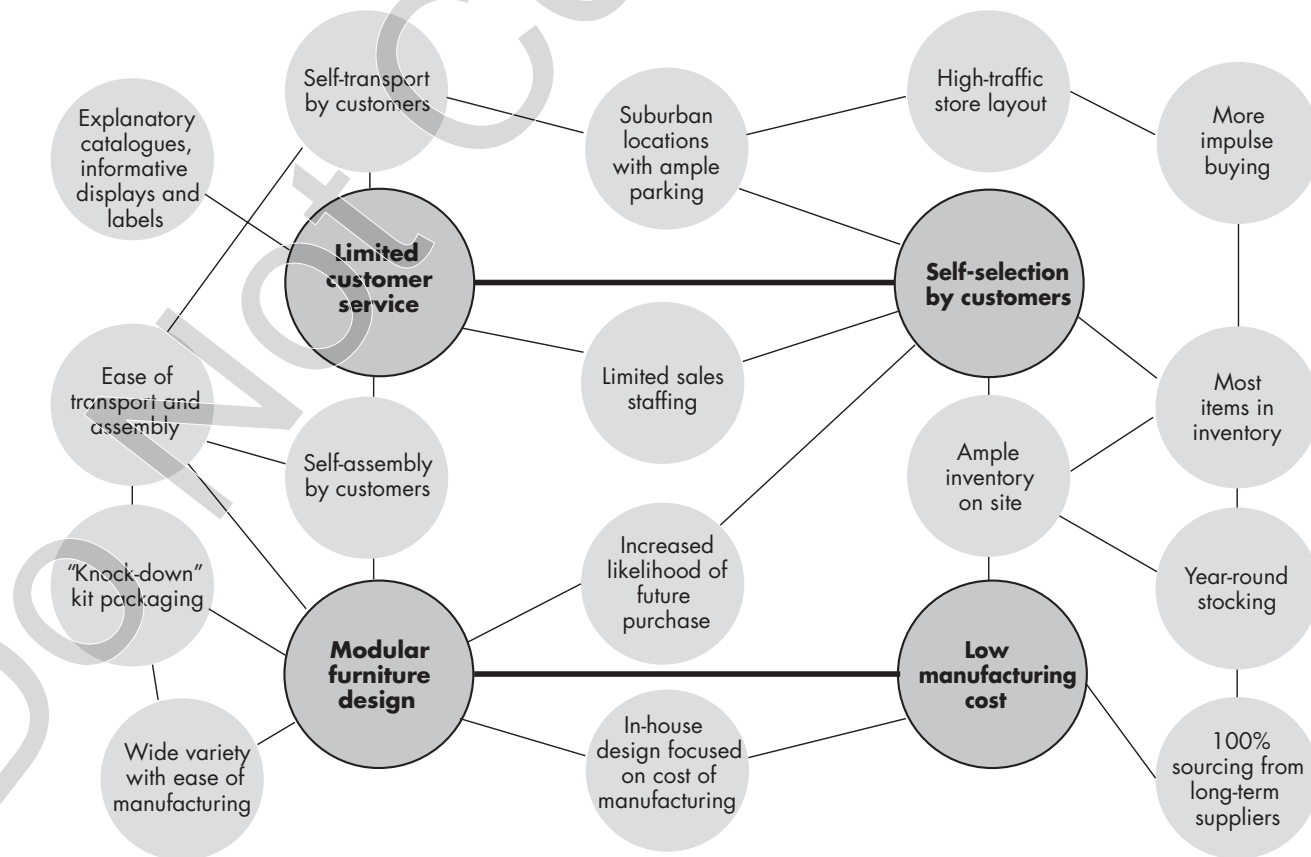 Explanatory
catalogues,
informative
displays and
labels
Self-transport
by customers
Suburban
locations
with ample
parking
High-traffic
store layout
More
impulse
buying
Limited
customer
service
Self-selection
by customers
Ease of
transport and
assembly
Limited sales
staffing
Most
items in
inventory
Self-assembly
by customers
Ample
inventory
on site
"Knock-down"
kit packaging
Increased
likelihood of
future
purchase
Year-round
stocking
Modular
furniture
design
Low
manufacturing
cost
Wide variety
with ease of
manufacturing
In-house
design focused
on cost of
manufacturing
100%
sourcing from
long-term
suppliers
Do Not